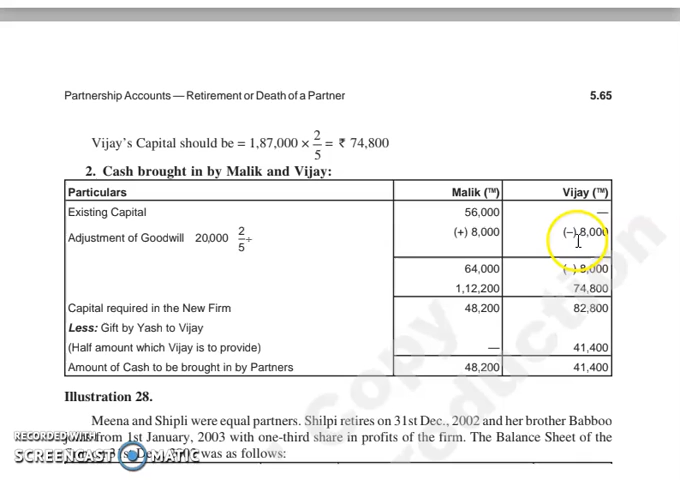 Partnership Accounts — Retirement or Death of a Partner 5.65
Vijay's Capital should be = 1,87,000 × 2/5 = ₹ 74,800
2. Cash brought in by Malik and Vijay:
Particulars Malik (™) Vijay (™)
Existing Capital 56,000 —
Adjustment of Goodwill 20,000 2/5 ÷ (+) 8,000 (–) 8,000
64,000 (–) 8,000
1,12,200 74,800
Capital required in the New Firm 48,200 82,800
Less: Gift by Yash to Vijay
(Half amount which Vijay is to provide) — 41,400
Amount of Cash to be brought in by Partners 48,200 41,400
Illustration 28.
Meena and Shipli were equal partners. Shilpi retires on 31st Dec., 2002 and her brother Babboo
from 1st January, 2003 with one-third share in profits of the firm. The Balance Sheet of the
was as follows:
RECORDED WITH
SCREENCAST MATIC
Copy